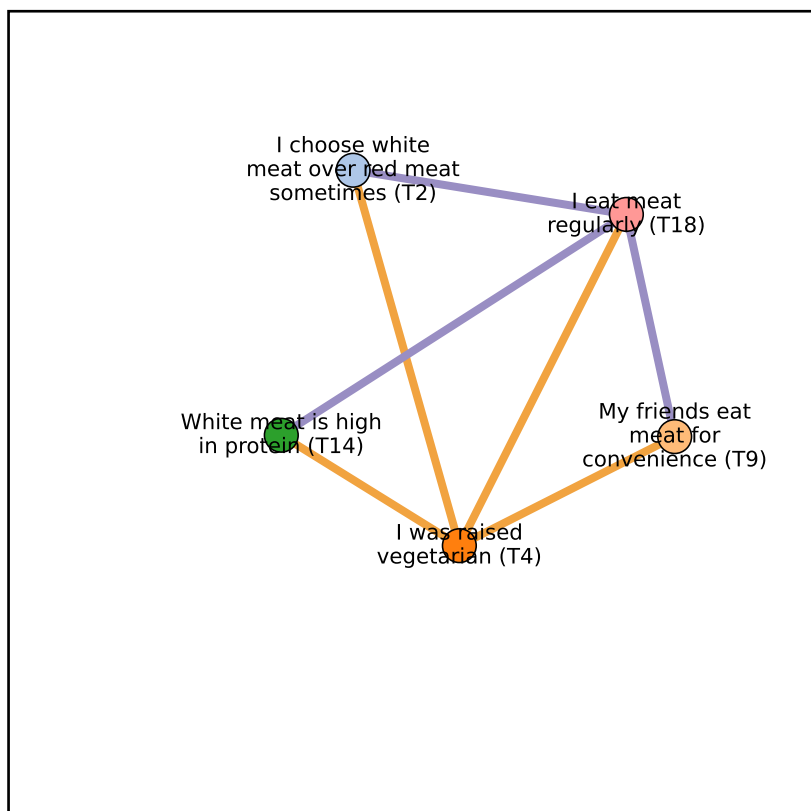 I choose white
meat over red meat
sometimes (T2)
I eat meat
regularly (T18)
White meat is high
in protein (T14)
My friends eat
meat for
convenience (T9)
I was raised
vegetarian (T4)